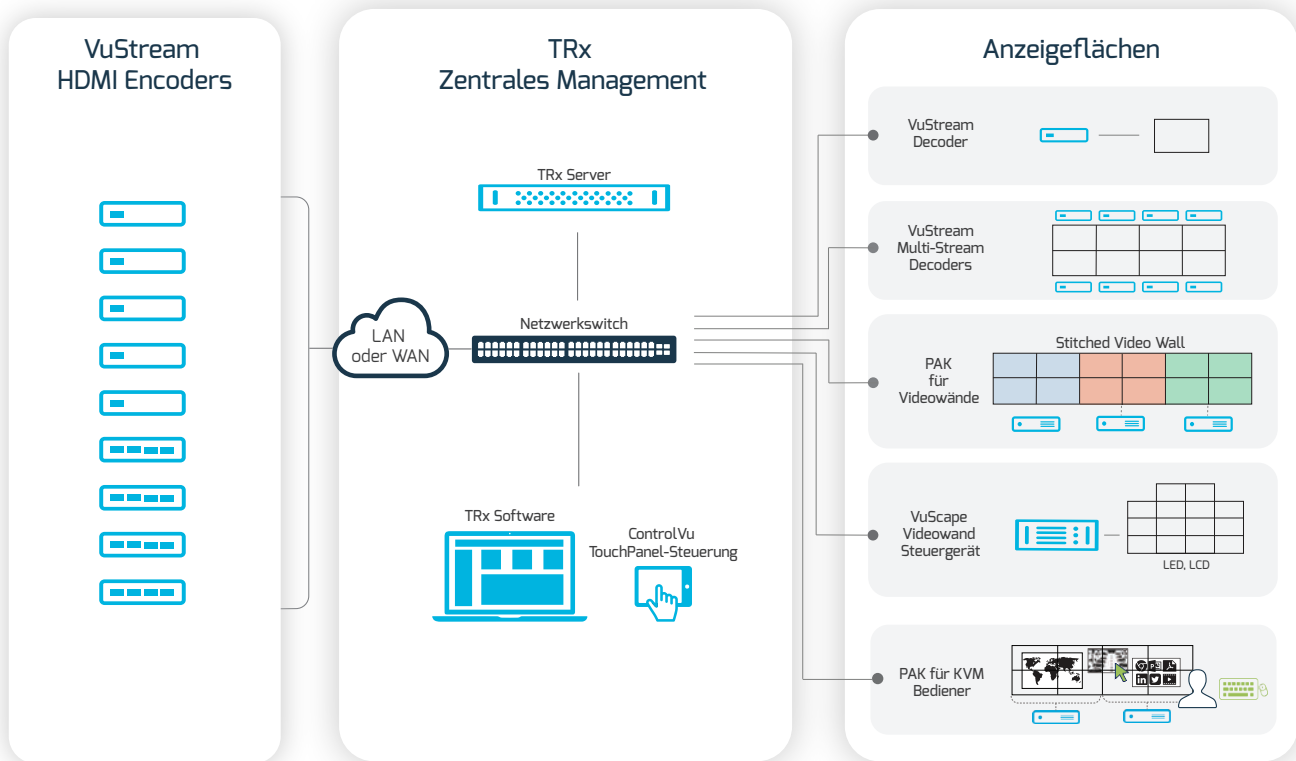 VuStream
HDMI Encoders
TRx
Zentrales Management
TRx Server
LAN
oder WAN
Netzwerkswitch
TRx Software
ControlVu
TouchPanel-Steuerung
Anzeigeflächen
VuStream
Decoder
VuStream
Multi-Stream
Decoders
PAK
für
Videowände
Stitched Video Wall
VuScape
Videowand
Steuergerät
LED, LCD
PAK für KVM
Bediener